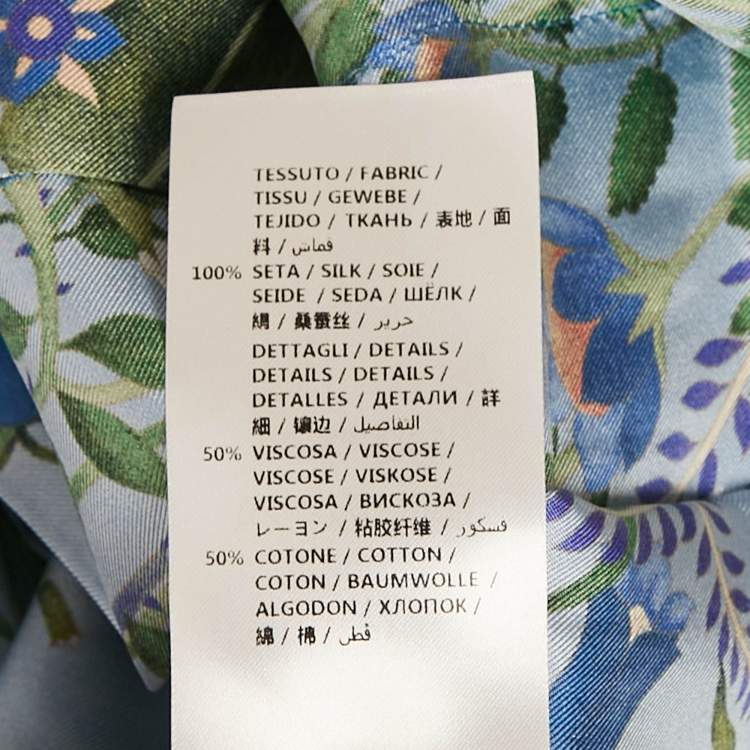 TESSUTO / FABRIC /
TISSU / GEWEBE /
TEJIDO / ТКАНЬ / 表地 / 面
料 / قماش
100% SETA / SILK / SOIE /
SEIDE / SEDA / ШЁЛК /
絹 / 桑蚕丝 / حرير
DETTAGLI / DETAILS /
DETAILS / DETAILS /
DETALLES / ДЕТАЛИ / 詳
細 / 镶边 / التفاصيل
50% VISCOSA / VISCOSE /
VISCOSE / VISKOSE /
VISCOSA / ВИСКОЗА /
レーヨン / 粘胶纤维 / فسكور
50% COTONE / COTTON /
COTON / BAUMWOLLE /
ALGODON / ХЛОПОК /
綿 / 棉 / قطن